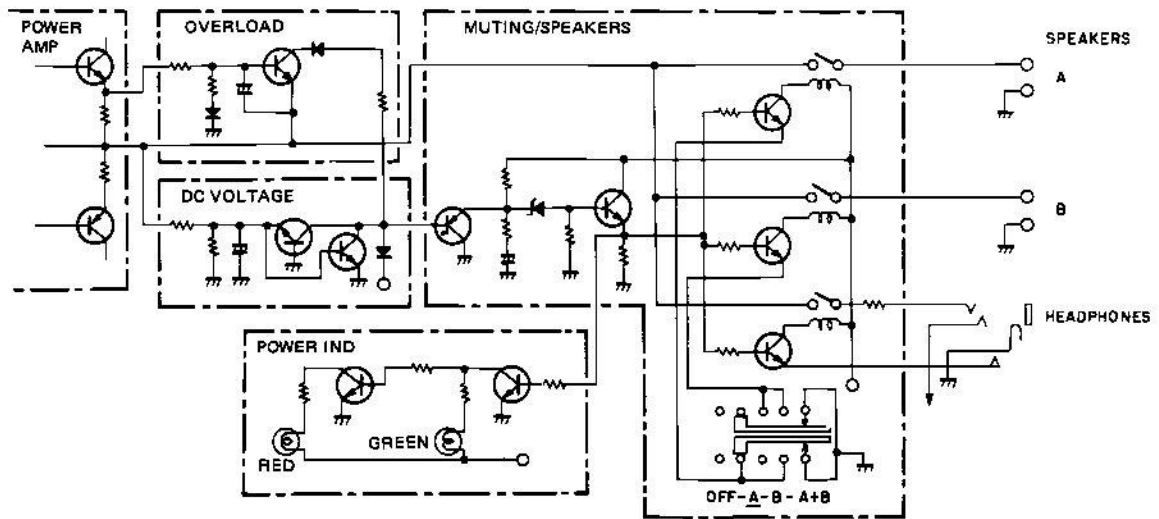 POWER
AMP
OVERLOAD
MUTING/SPEAKERS
SPEAKERS
A
DC VOLTAGE
B
HEADPHONES
POWER IND
GREEN
RED
OFF-A-B-A+B